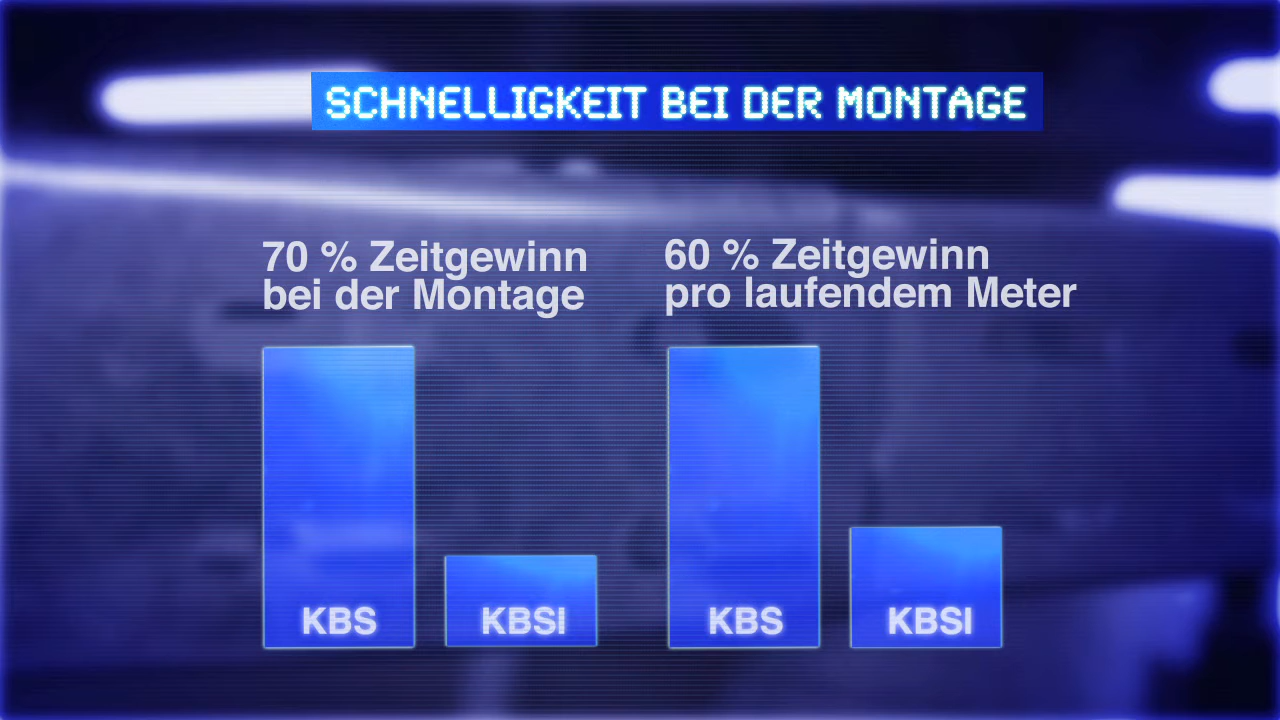 SCHNELLIGKEIT BEI DER MONTAGE
70 % Zeitgewinn
bei der Montage
60 % Zeitgewinn
pro laufendem Meter
KBS
KBSI
KBS
KBSI